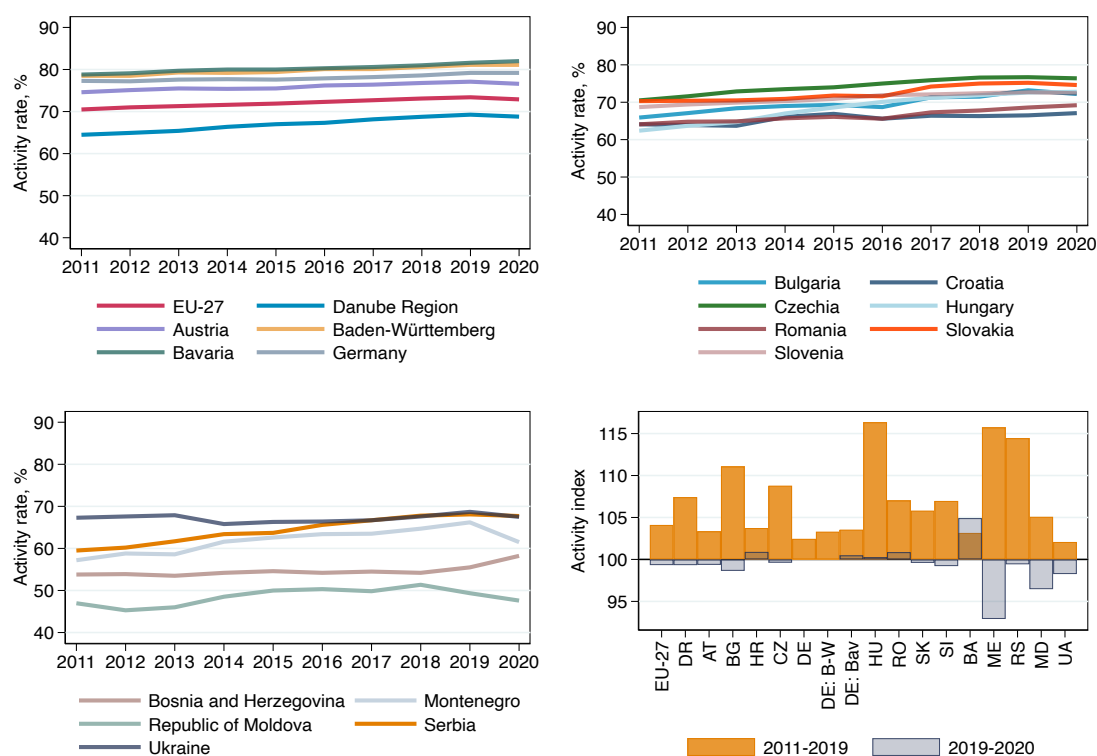 Activity rate, %
90
80
70
60
50
40
2011 2012 2013 2014 2015 2016 2017 2018 2019 2020
EU-27 Danube Region
Austria Baden-Württemberg
Bavaria Germany
Activity rate, %
90
80
70
60
50
40
2011 2012 2013 2014 2015 2016 2017 2018 2019 2020
Bulgaria Croatia
Czechia Hungary
Romania Slovakia
Slovenia
Activity rate, %
90
80
70
60
50
40
2011 2012 2013 2014 2015 2016 2017 2018 2019 2020
Bosnia and Herzegovina Montenegro
Republic of Moldova Serbia
Ukraine
Activity index
115
110
105
100
95
EU-27 DR AT BG HR CZ DE DE: B-W DE: Bav HU RO SK SI BA ME RS MD UA
2011-2019 2019-2020